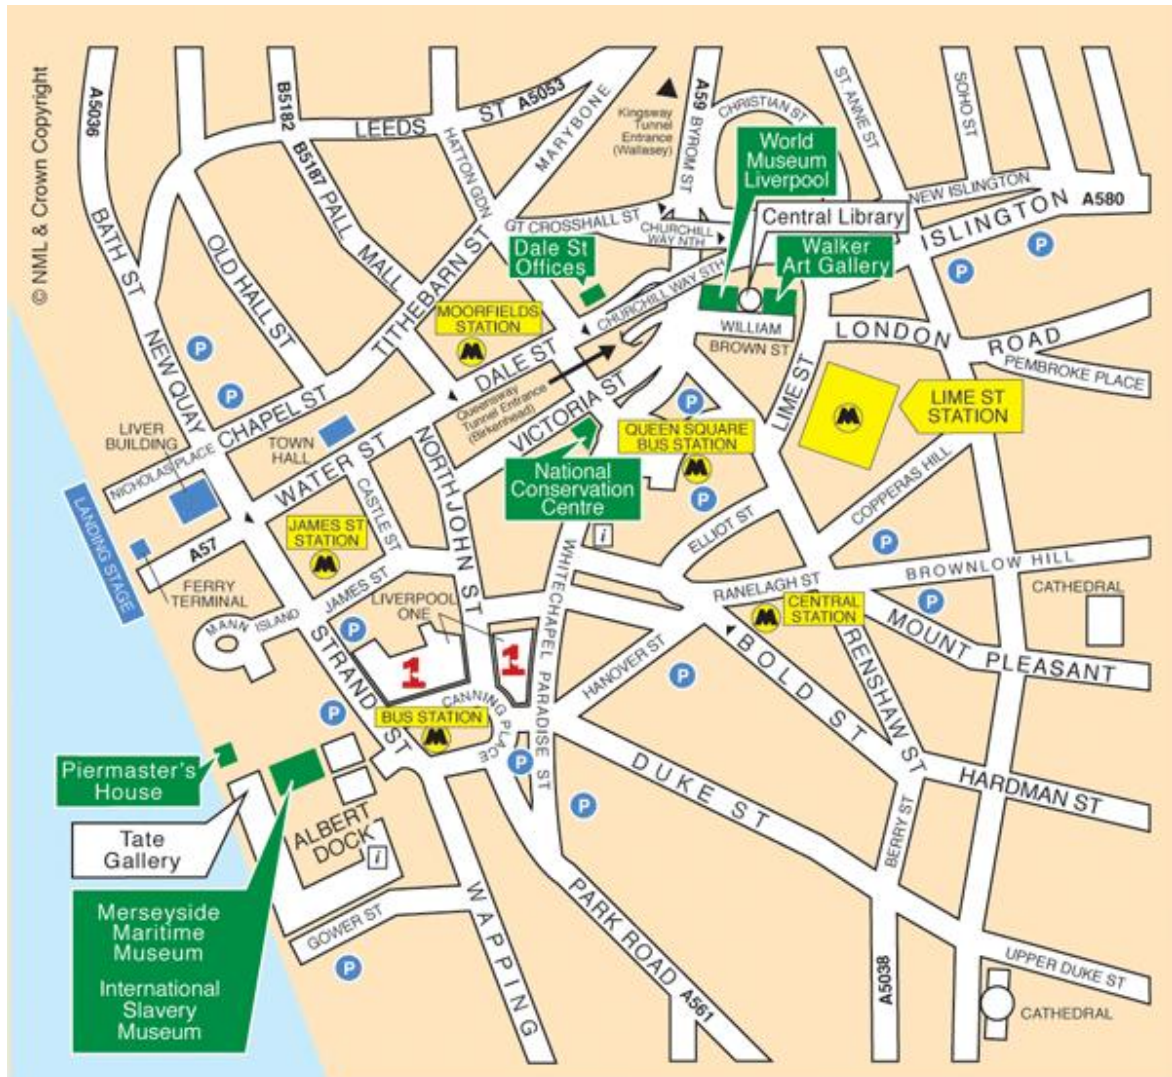 © NML & Crown Copyright
A5036
B5182
B5187 PALL MALL
LEEDS ST A5053
HATTON GDN
MARYBONE
Kingsway
Tunnel
Entrance
(Wallasey)
A59 BYROM ST
CHRISTIAN ST
ST. ANNE ST
SOHO ST
World
Museum
Liverpool
NEW ISLINGTON
ISLINGTON
A580
Central Library
Walker
Art Gallery
GT CROSSHALL ST
CHURCHILL
WAY NTH
Dale St
Offices
CHURCHILL WAY STH
BATH ST
OLD HALL ST
TITHEBARN ST
MOORFIELDS
STATION
M
DALE ST
WILLIAM
BROWN ST
LONDON ROAD
PEMBROKE PLACE
NEW QUAY
P
P
P
P
CHAPEL ST
Queensway
Tunnel Entrance
(Birkenhead)
VICTORIA ST
P
LIME ST
M
LIME ST
STATION
LIVER
BUILDING
TOWN
HALL
NICHOLAS PLACE
WATER ST
NORTH JOHN ST
QUEEN SQUARE
BUS STATION
M
P
National
Conservation
Centre
COPPERAS HILL
LANDING STAGE
A57
CASTLE ST
JAMES ST
STATION
M
i
ELLIOT ST
P
FERRY
TERMINAL
JAMES ST
WHITECHAPEL
BROWNLOW HILL
CATHEDRAL
MANN
ISLAND
LIVERPOOL
ONE
RANELAGH ST
CENTRAL
STATION
M
P
MOUNT PLEASANT
STRAND ST
P
1
1
PARADISE ST
HANOVER ST
P
BOLD ST
RENSHAW ST
CANNING PLACE
BUS STATION
M
P
P
P
DUKE ST
HARDMAN ST
Piermaster's
House
Tate
Gallery
ALBERT
DOCK
i
BERRY ST
Merseyside
Maritime
Museum
International
Slavery
Museum
GOWER ST
P
WAPPING
PARK ROAD
A561
A5038
UPPER DUKE ST
CATHEDRAL